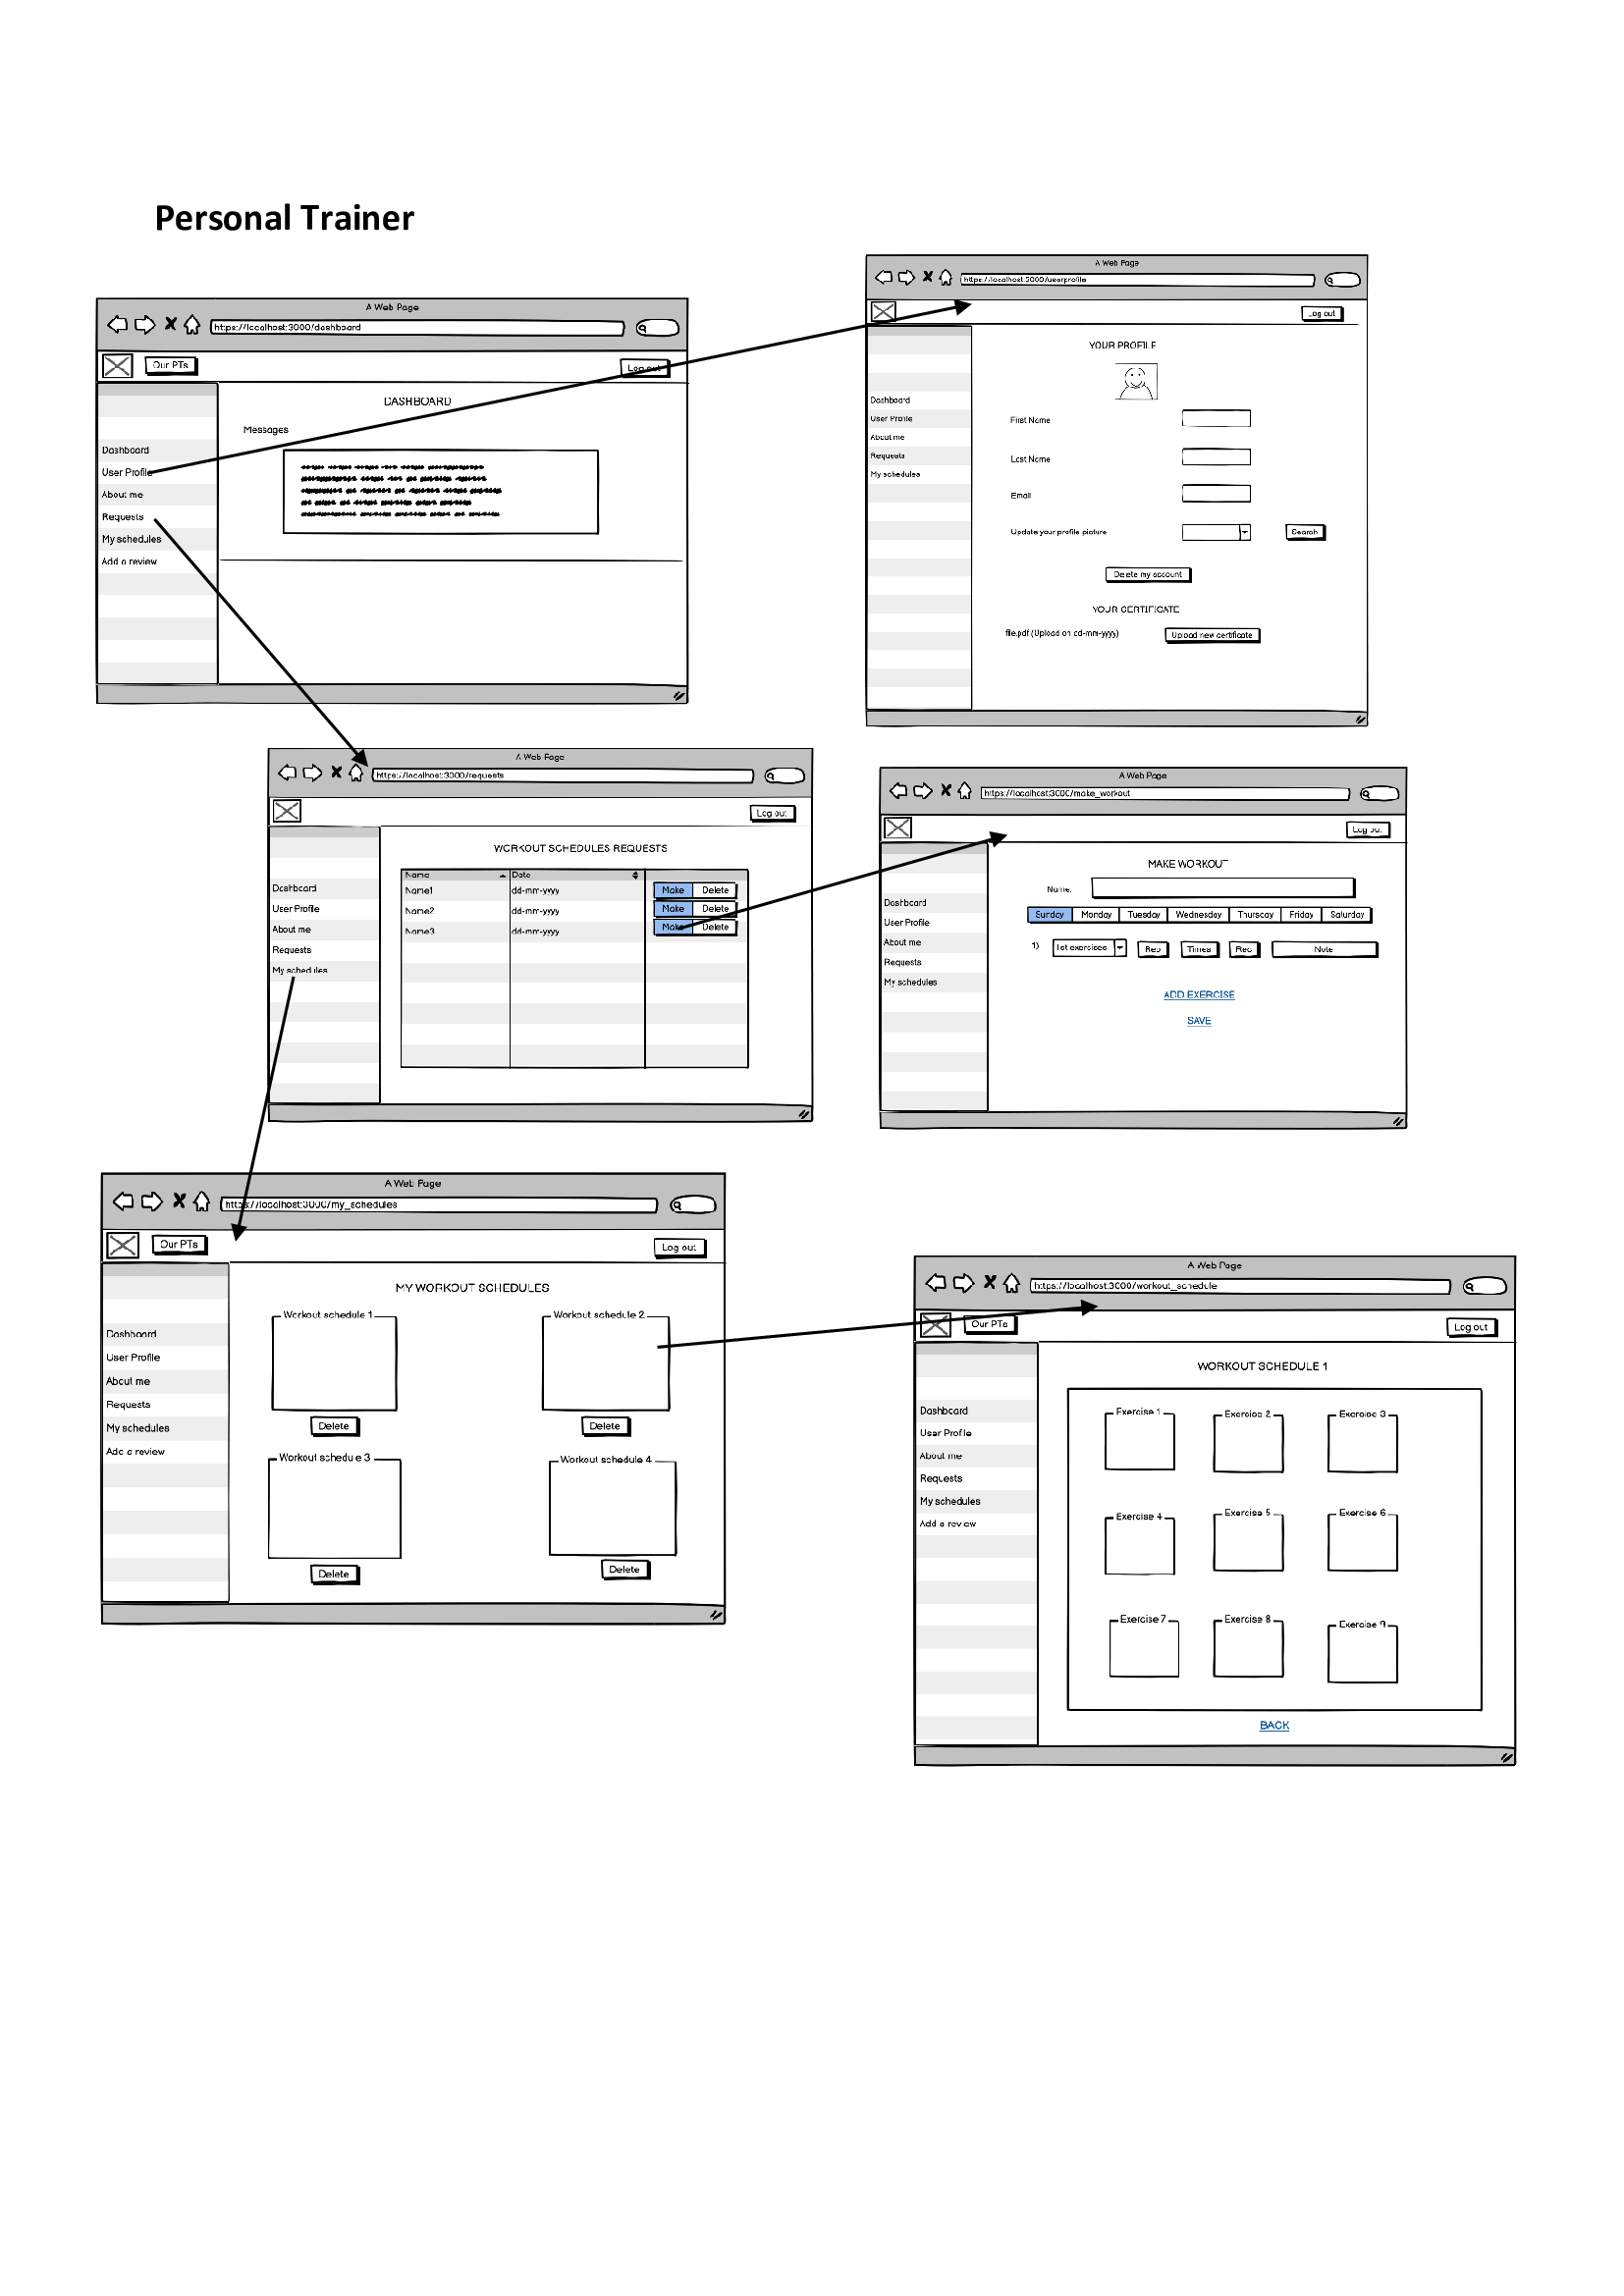 Personal Trainer
A Web Page
https://localhost:3000/dashboard
Our PTs
Log out
DASHBOARD
Messages
Dashboard
User Profile
About me
Requests
My schedules
Add a review
A Web Page
https://localhost:3000/userprofile
Log out
YOUR PROFILE
Dashboard
User Profile
About me
Requests
My schedules
First Name
Last Name
Email
Update your profile picture
Search
Delete my account
YOUR CERTIFICATE
file.pdf (Upload on dd-mm-yyyy)
Upload new certificate
A Web Page
https://localhost:3000/requests
Log out
WORKOUT SCHEDULES REQUESTS
Dashboard
User Profile
About me
Requests
My schedules
Name Date
Name1 dd-mm-yyyy Make Delete
Name2 dd-mm-yyyy Make Delete
Name3 dd-mm-yyyy Make Delete
A Web Page
https://localhost:3000/make_workout
Log out
MAKE WORKOUT
Name:
Dashboard
User Profile
About me
Requests
My schedules
Sunday Monday Tuesday Wednesday Thursday Friday Saturday
1) exercises Rep Times Rec Note
ADD EXERCISE
SAVE
A Web Page
https://localhost:3000/my_schedules
Our PTs
Log out
MY WORKOUT SCHEDULES
Dashboard
User Profile
About me
Requests
My schedules
Add a review
Workout schedule 1
Workout schedule 2
Delete
Delete
Workout schedule 3
Workout schedule 4
Delete
Delete
A Web Page
https://localhost:3000/workout_schedule
Our PTs
Log out
WORKOUT SCHEDULE 1
Dashboard
User Profile
About me
Requests
My schedules
Add a review
Exercise 1 Exercise 2 Exercise 3
Exercise 4 Exercise 5 Exercise 6
Exercise 7 Exercise 8 Exercise 9
BACK